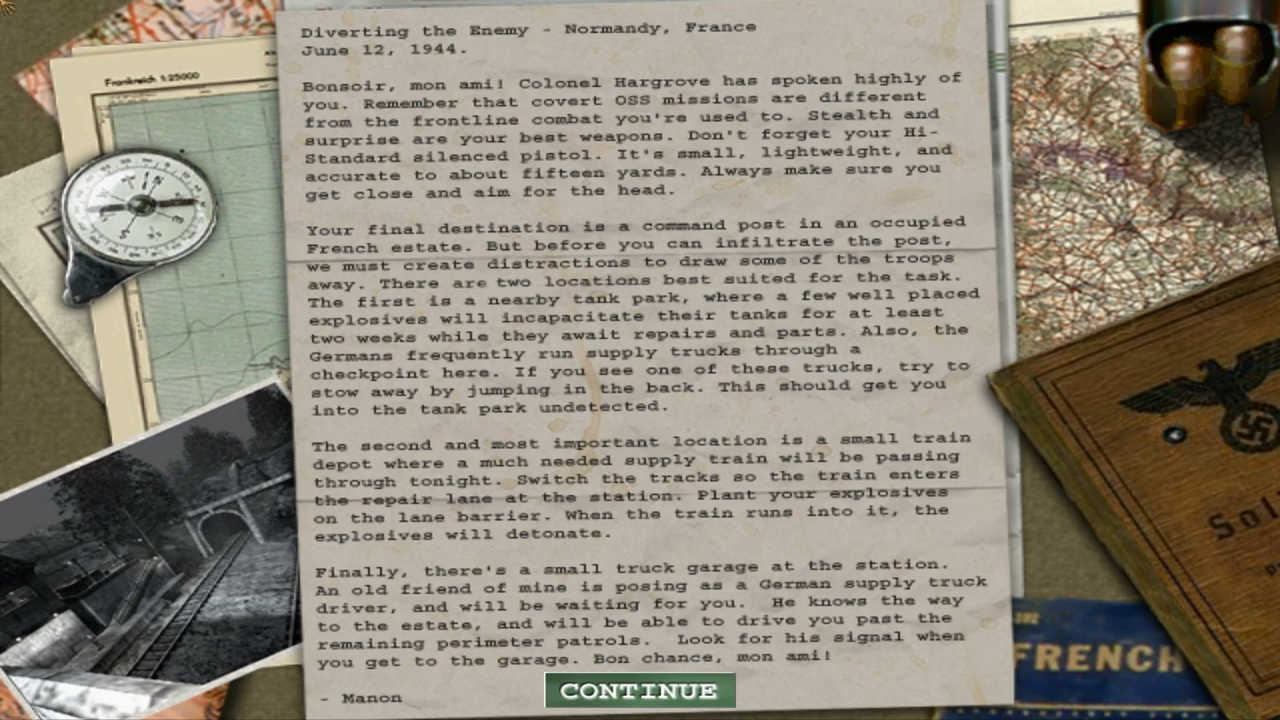 Diverting the Enemy - Normandy, France
June 12, 1944.
Bonsoir, mon ami! Colonel Hargrove has spoken highly of
you. Remember that covert OSS missions are different
from the frontline combat you're used to. Stealth and
surprise are your best weapons. Don't forget your Hi-
Standard silenced pistol. It's small, lightweight, and
accurate to about fifteen yards. Always make sure you
get close and aim for the head.
Your final destination is a command post in an occupied
French estate. But before you can infiltrate the post,
we must create distractions to draw some of the troops
away. There are two locations best suited for the task.
The first is a nearby tank park, where a few well placed
explosives will incapacitate their tanks for at least
two weeks while they await repairs and parts. Also, the
Germans frequently run supply trucks through a
checkpoint here. If you see one of these trucks, try to
stow away by jumping in the back. This should get you
into the tank park undetected.
The second and most important location is a small train
depot where a much needed supply train will be passing
through tonight. Switch the tracks so the train enters
the repair lane at the station. Plant your explosives
on the lane barrier. When the train runs into it, the
explosives will detonate.
Finally, there's a small truck garage at the station.
An old friend of mine is posing as a German supply truck
driver, and will be waiting for you. He knows the way
to the estate, and will be able to drive you past the
remaining perimeter patrols. Look for his signal when
you get to the garage. Bon chance, mon ami!
- Manon
CONTINUE
Frankreich 1:25000
Sol
FRENCH